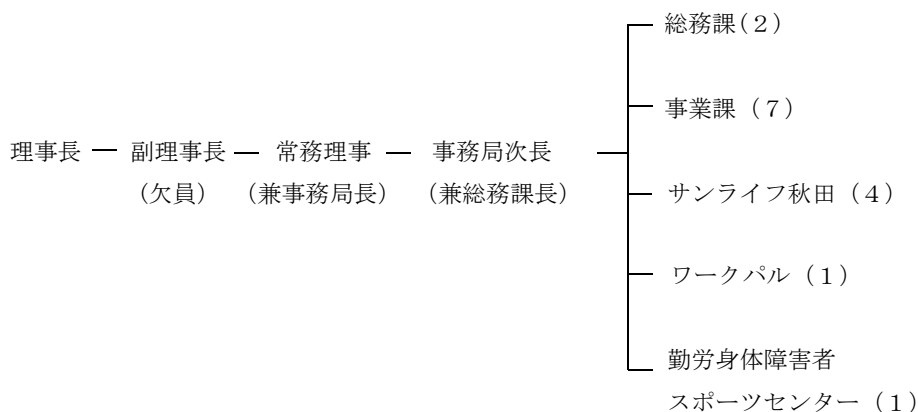 総務課(２)
事業課（７）
理事長 ― 副理事長 ― 常務理事 ― 事務局次長
（欠員） （兼事務局長） （兼総務課長）
サンライフ秋田（４）
ワークパル（１）
勤労身体障害者
スポーツセンター（１）